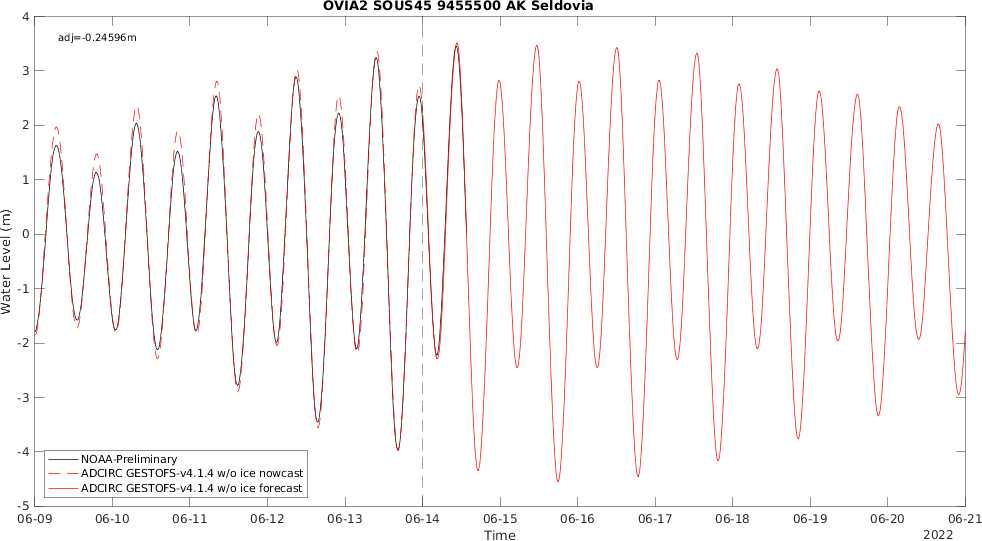 OVIA2 SOUS45 9455500 AK Seldovia
adj=-0.24596m
4
3
2
1
0
-1
-2
-3
-4
-5
Water Level (m)
NOAA-Preliminary
ADCIRC GESTOFS-v4.1.4 w/o ice nowcast
ADCIRC GESTOFS-v4.1.4 w/o ice forecast
06-09 06-10 06-11 06-12 06-13 06-14 06-15 06-16 06-17 06-18 06-19 06-20 06-21
Time
2022